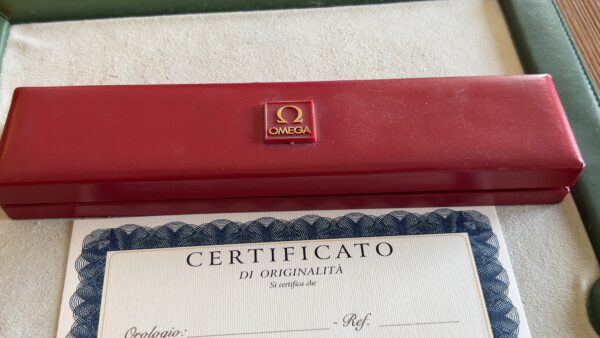 Ω
OMEGA
CERTIFICATO
DI ORIGINALITÀ
Si certifica che
Orologio: - Ref.